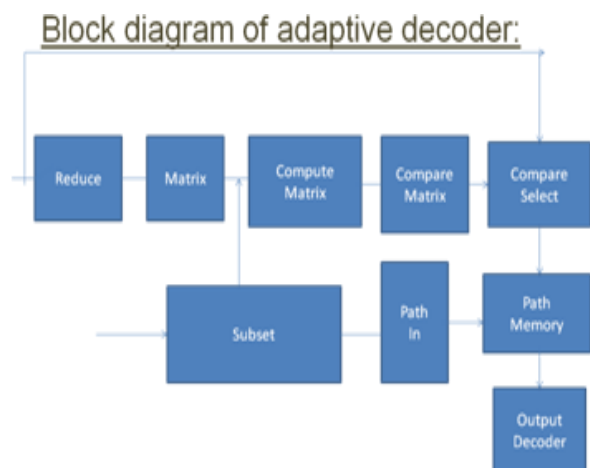 Block diagram of adaptive decoder:
Reduce
Matrix
Compute
Matrix
Compare
Matrix
Compare
Select
Subset
Path
In
Path
Memory
Output
Decoder